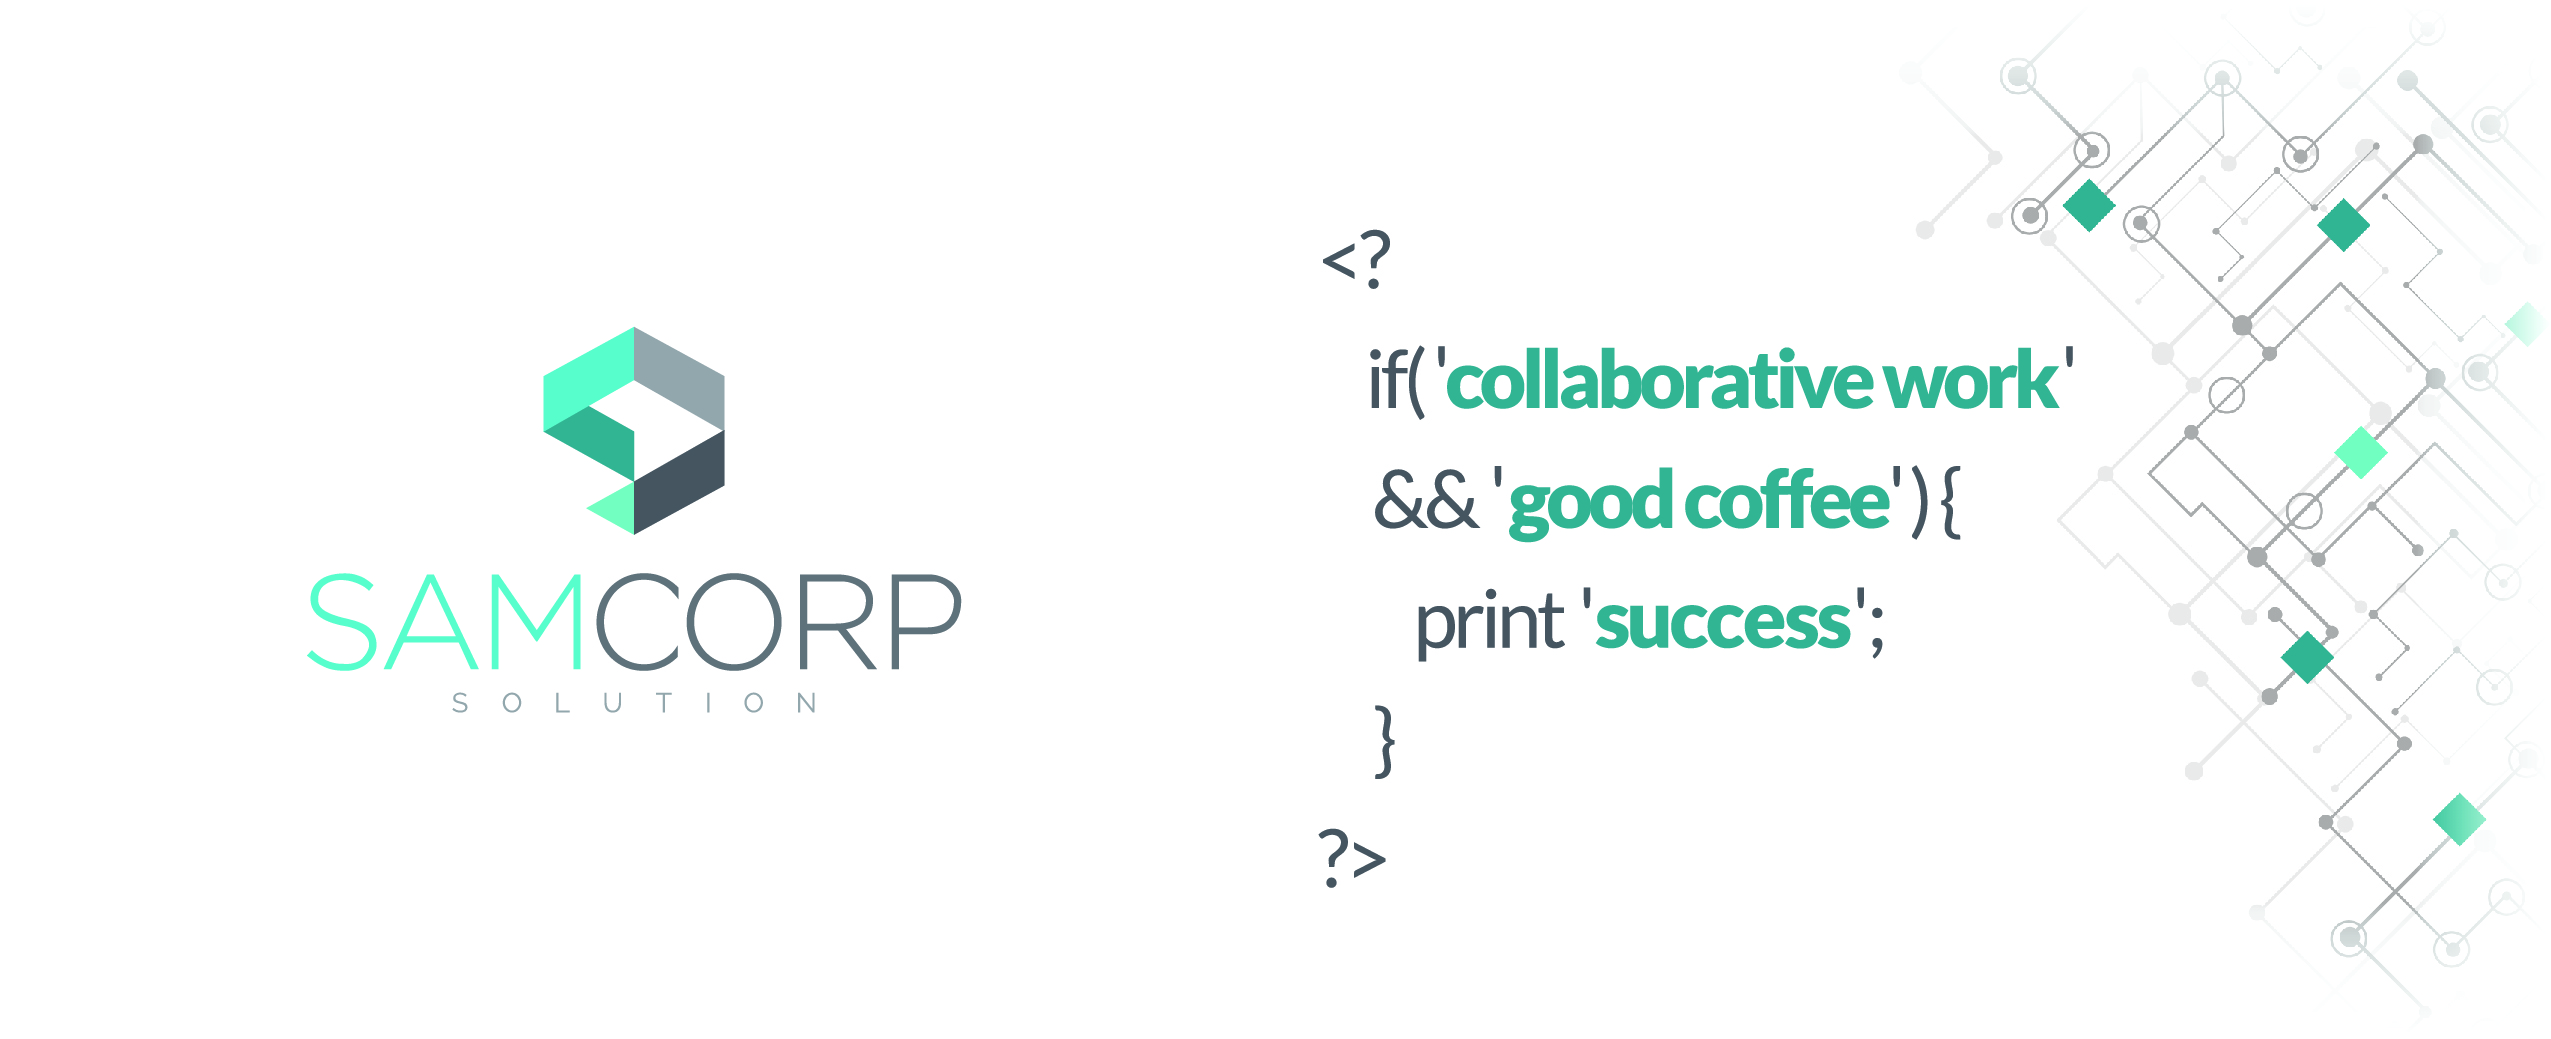 SAMCORP
SOLUTION
<?
if('collaborative work'
&& 'good coffee'){
print 'success';
}
?>